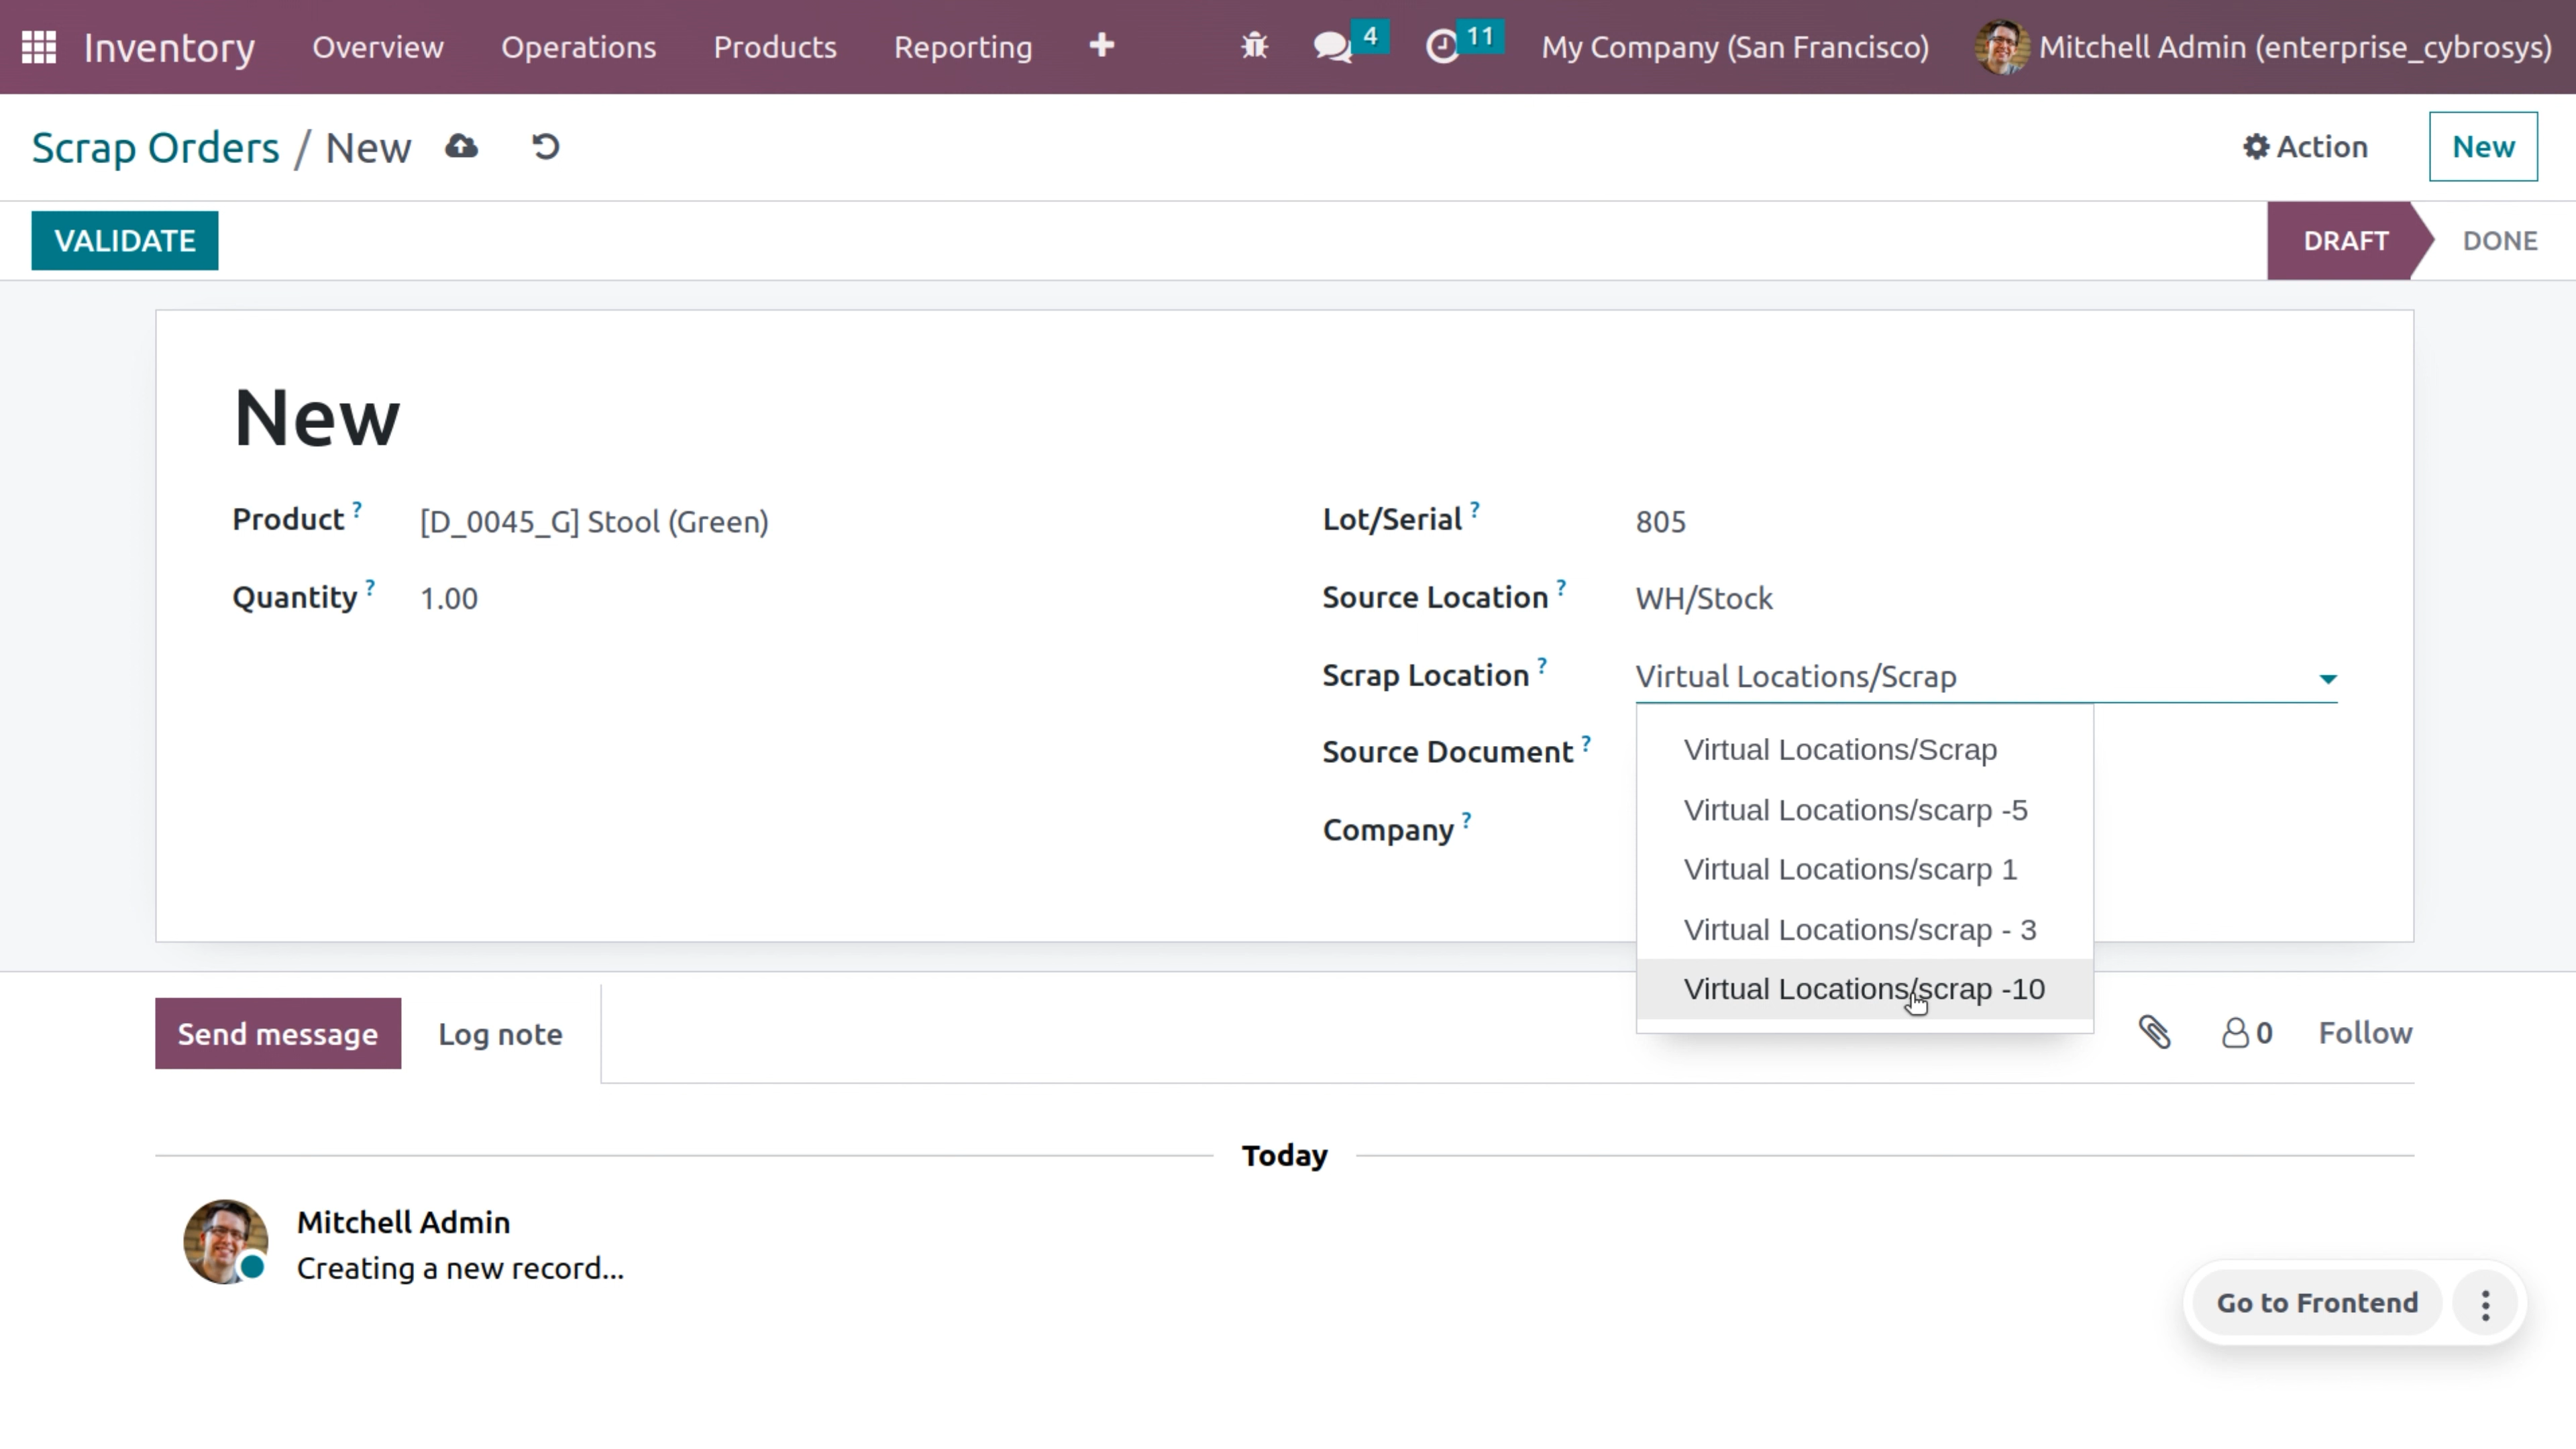 Inventory Overview Operations Products Reporting 4 11 My Company (San Francisco) Mitchell Admin (enterprise_cybrosys)
Scrap Orders / New Action New
VALIDATE DRAFT DONE
New
Product ? [D_0045_G] Stool (Green) Lot/Serial ? 805
Quantity ? 1.00 Source Location ? WH/Stock
Scrap Location ? Virtual Locations/Scrap
Virtual Locations/Scrap
Source Document ?
Virtual Locations/scarp -5
Company ?
Virtual Locations/scarp 1
Virtual Locations/scrap - 3
Virtual Locations/scrap -10
Send message Log note 0 Follow
Today
Mitchell Admin
Creating a new record...
Go to Frontend